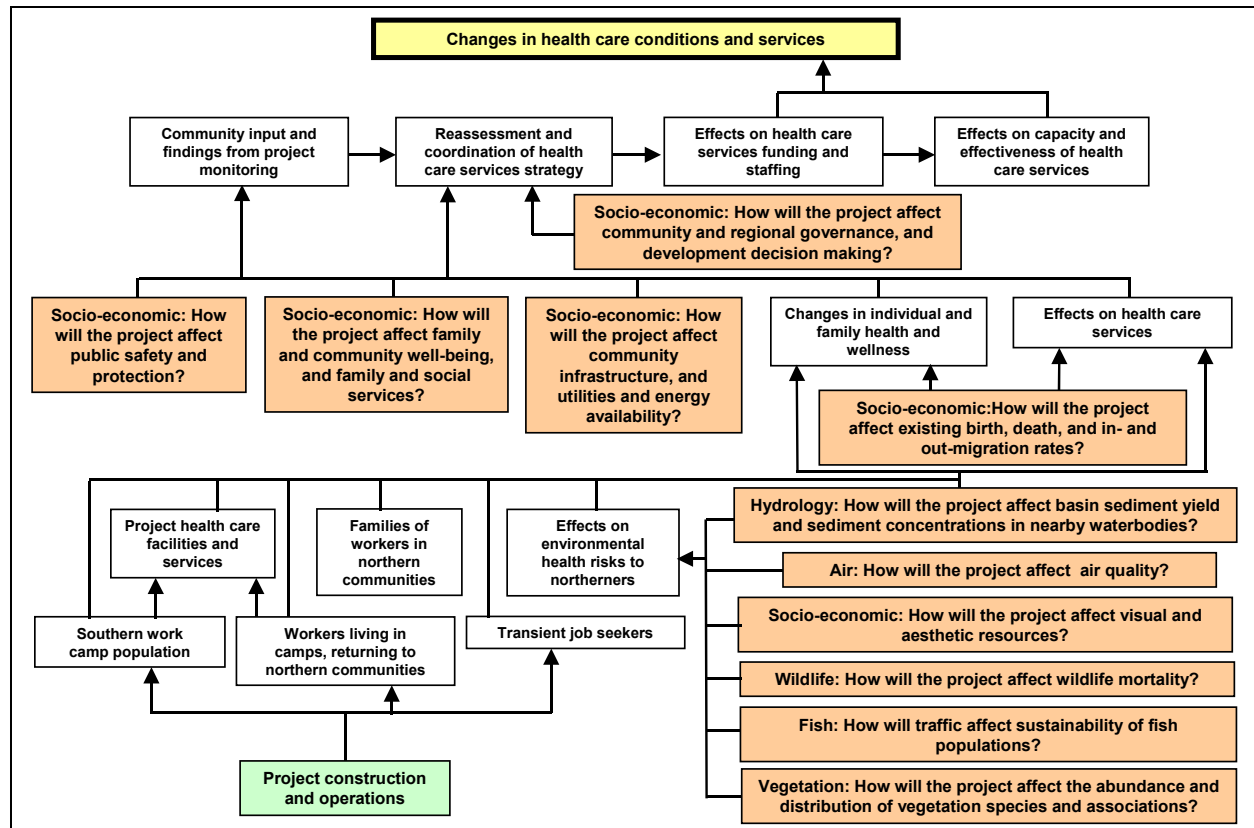 Changes in health care conditions and services
Community input and
findings from project
monitoring
Reassessment and
coordination of health
care services strategy
Effects on health care
services funding and
staffing
Effects on capacity and
effectiveness of health
care services
Socio-economic: How will the project affect
community and regional governance, and
development decision making?
Socio-economic: How
will the project affect
public safety and
protection?
Socio-economic: How will
the project affect family
and community well-being,
and family and social
services?
Socio-economic: How
will the project affect
community
infrastructure, and
utilities and energy
availability?
Changes in individual and
family health and
wellness
Effects on health care
services
Socio-economic:How will the project
affect existing birth, death, and in- and
out-migration rates?
Project health care
facilities and
services
Families of
workers in
northern
communities
Effects on
environmental
health risks to
northerners
Hydrology: How will the project affect basin sediment yield
and sediment concentrations in nearby waterbodies?
Air: How will the project affect  air quality?
Socio-economic: How will the project affect visual and
aesthetic resources?
Southern work
camp population
Workers living in
camps, returning to
northern communities
Transient job seekers
Wildlife: How will the project affect wildlife mortality?
Fish: How will traffic affect sustainability of fish
populations?
Project construction
and operations
Vegetation: How will the project affect the abundance and
distribution of vegetation species and associations?